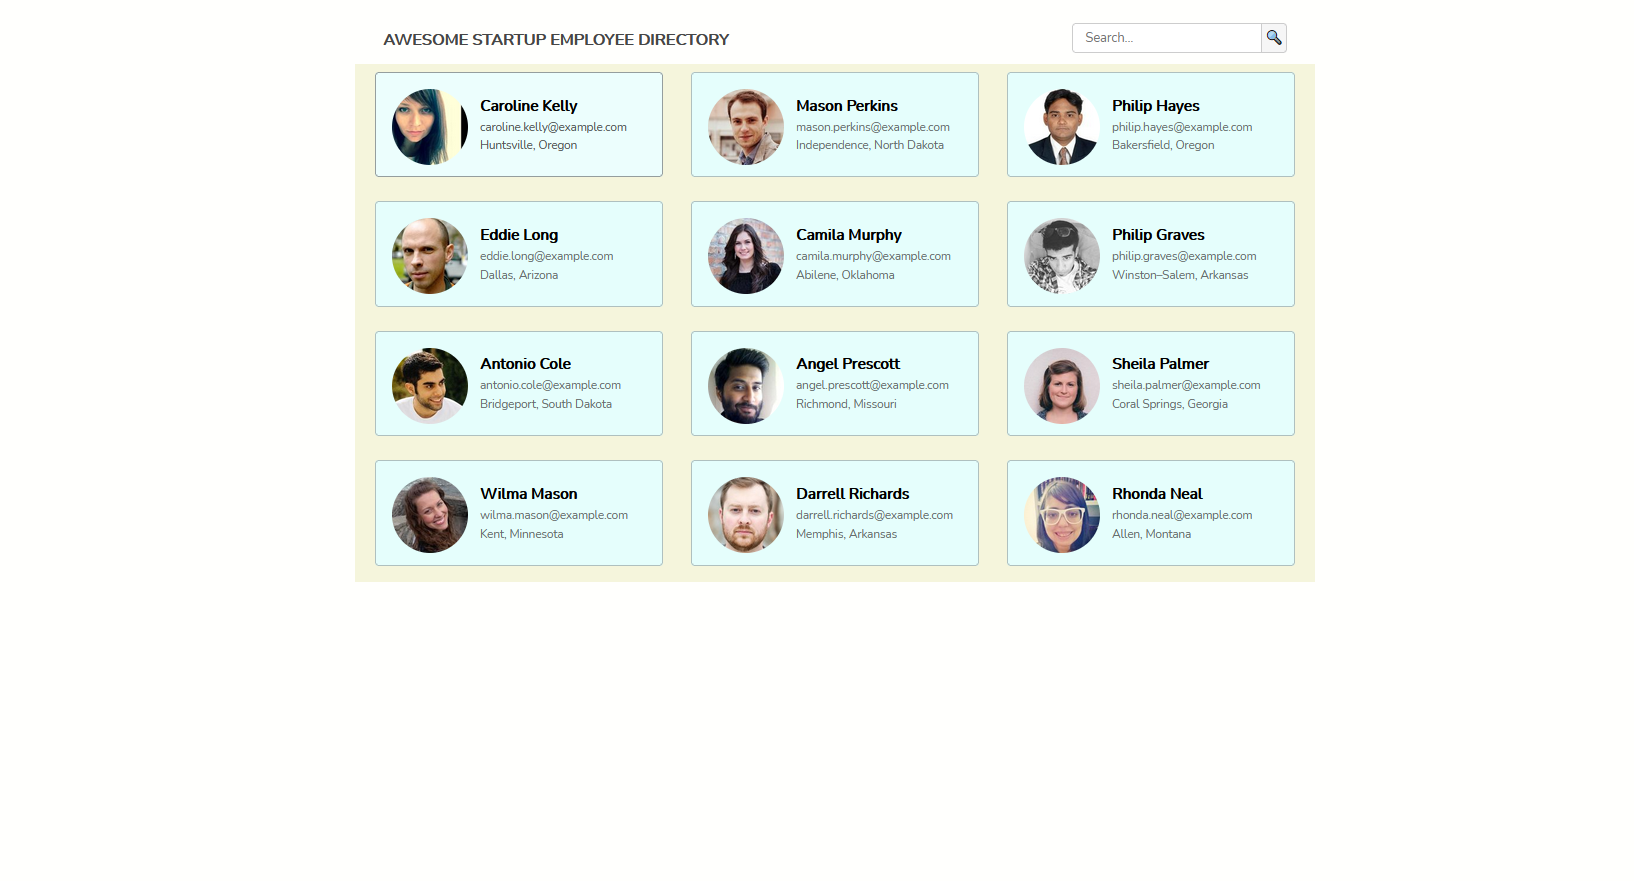 AWESOME STARTUP EMPLOYEE DIRECTORY
Search...
Caroline Kelly
caroline.kelly@example.com
Huntsville, Oregon
Mason Perkins
mason.perkins@example.com
Independence, North Dakota
Philip Hayes
philip.hayes@example.com
Bakersfield, Oregon
Eddie Long
eddie.long@example.com
Dallas, Arizona
Camila Murphy
camila.murphy@example.com
Abilene, Oklahoma
Philip Graves
philip.graves@example.com
Winston–Salem, Arkansas
Antonio Cole
antonio.cole@example.com
Bridgeport, South Dakota
Angel Prescott
angel.prescott@example.com
Richmond, Missouri
Sheila Palmer
sheila.palmer@example.com
Coral Springs, Georgia
Wilma Mason
wilma.mason@example.com
Kent, Minnesota
Darrell Richards
darrell.richards@example.com
Memphis, Arkansas
Rhonda Neal
rhonda.neal@example.com
Allen, Montana